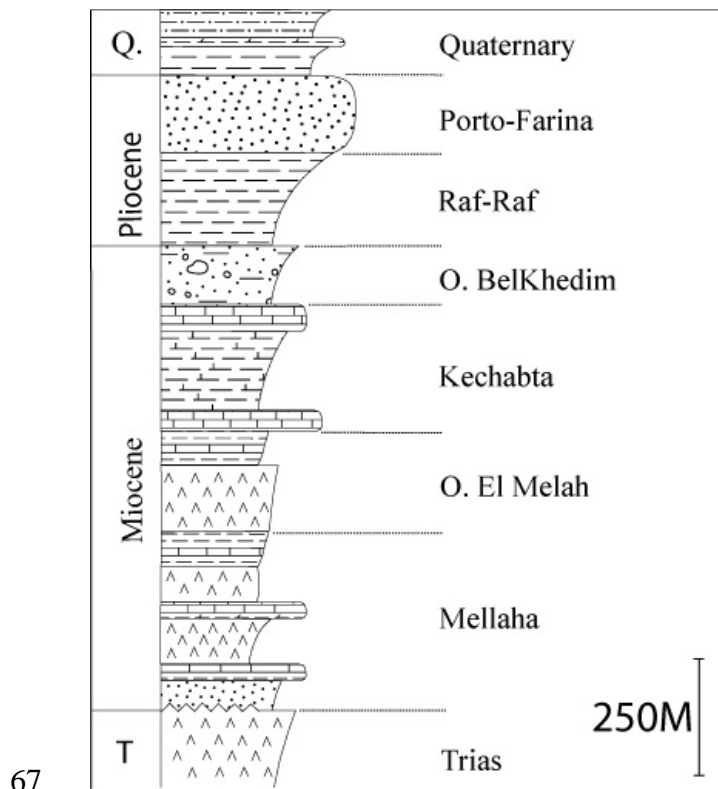 Q.
Quaternary
Pliocene
Porto-Farina
Raf-Raf
Miocene
O. BelKhedim
Kechabta
O. El Melah
Mellaha
250M
T
Trias
67